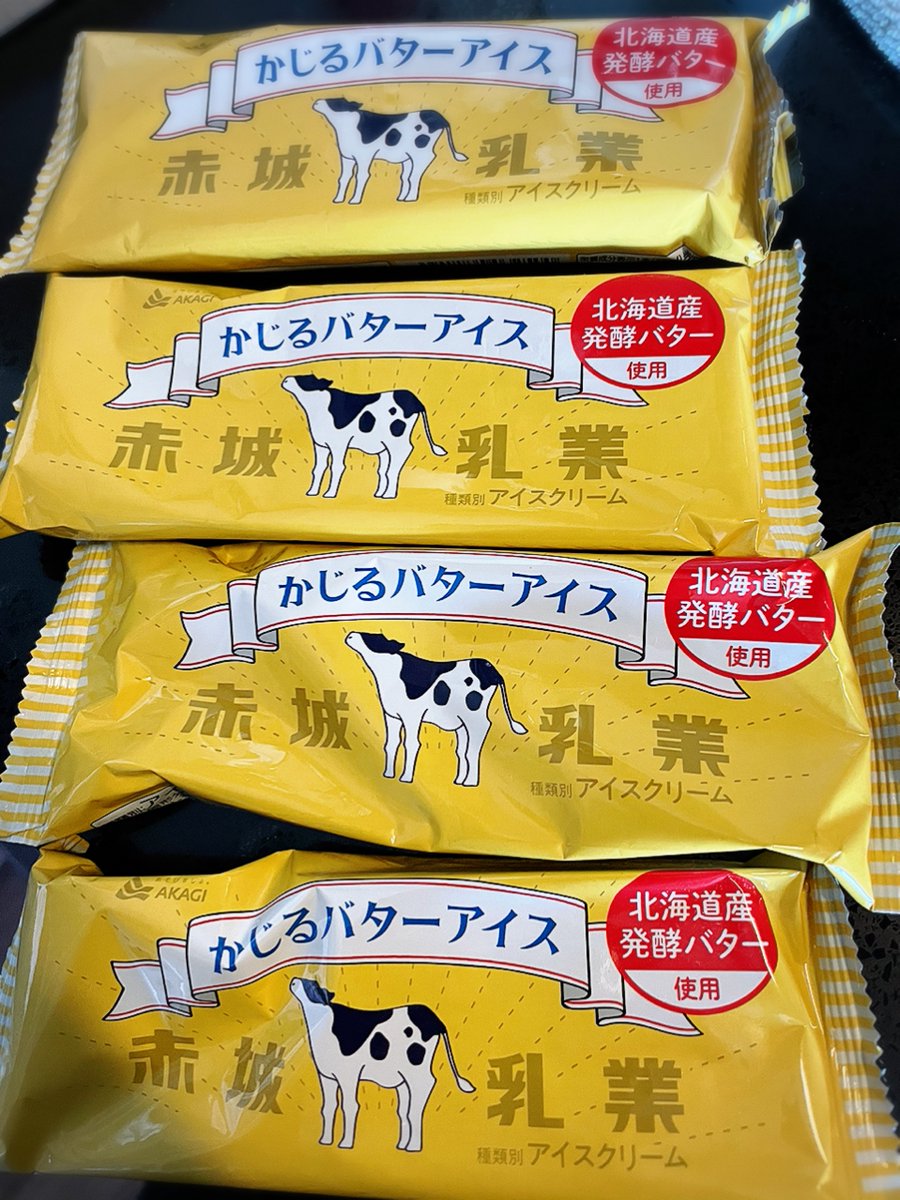 かじるバターアイス
北海道産
発酵バター
使用
赤城 乳業
種類別 アイスクリーム
AKAGI
かじるバターアイス
北海道産
発酵バター
使用
赤城 乳業
種類別 アイスクリーム
かじるバターアイス
北海道産
発酵バター
使用
赤城 乳業
種類別 アイスクリーム
あそびましょ。
AKAGI
かじるバターアイス
北海道産
発酵バター
使用
赤城 乳業
種類別 アイスクリーム